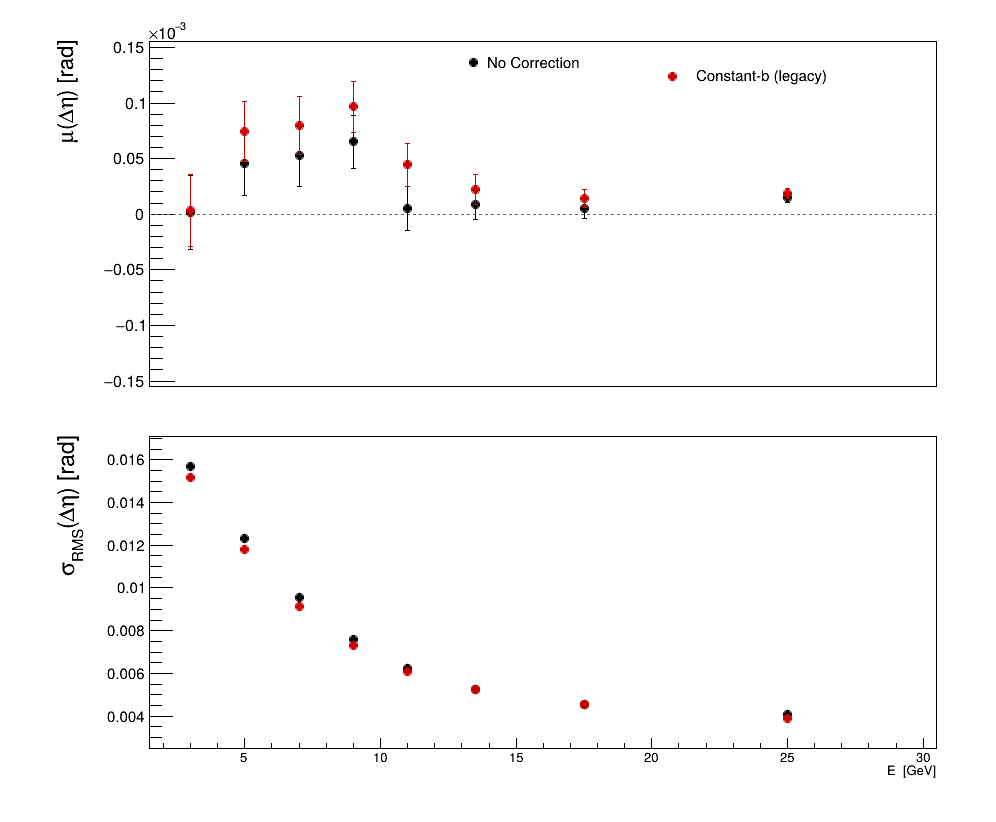 ×10⁻³
μ(Δη) [rad]
0.15
0.1
0.05
0
−0.05
−0.1
−0.15
No Correction
Constant-b (legacy)
σRMS(Δη) [rad]
0.016
0.014
0.012
0.01
0.008
0.006
0.004
5 10 15 20 25 30
E [GeV]